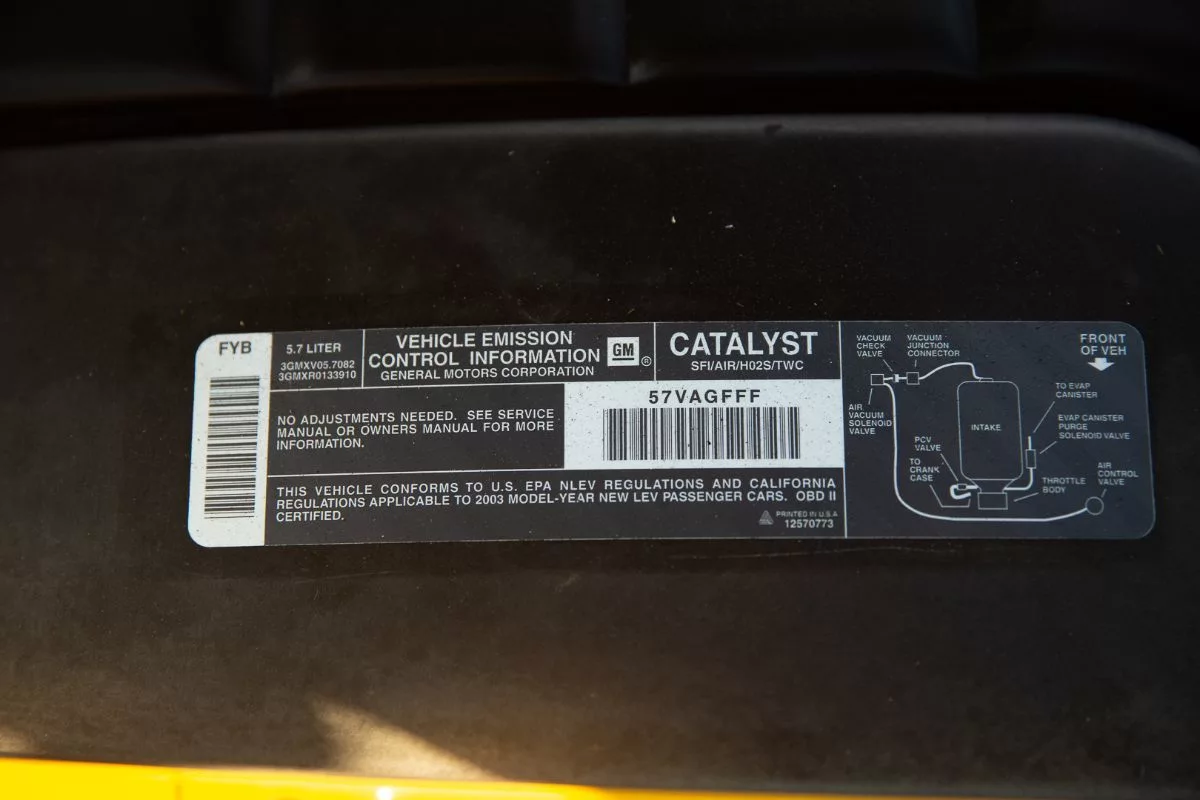 FYB
5.7 LITER
3GMXV05.7082
3GMXR0133910
VEHICLE EMISSION
CONTROL INFORMATION
GENERAL MOTORS CORPORATION
GM
®
CATALYST
SFI/AIR/H02S/TWC
NO ADJUSTMENTS NEEDED. SEE SERVICE
MANUAL OR OWNERS MANUAL FOR MORE
INFORMATION.
57VAGFFF
THIS VEHICLE CONFORMS TO U.S. EPA NLEV REGULATIONS AND CALIFORNIA
REGULATIONS APPLICABLE TO 2003 MODEL-YEAR NEW LEV PASSENGER CARS. OBD II
CERTIFIED.
PRINTED IN U.S.A
12570773
VACUUM
CHECK
VALVE
VACUUM
JUNCTION
CONNECTOR
FRONT
OF VEH
AIR
VACUUM
SOLENOID
VALVE
INTAKE
TO EVAP
CANISTER
EVAP CANISTER
PURGE
SOLENOID VALVE
PCV
VALVE
TO
CRANK
CASE
THROTTLE
BODY
AIR
CONTROL
VALVE